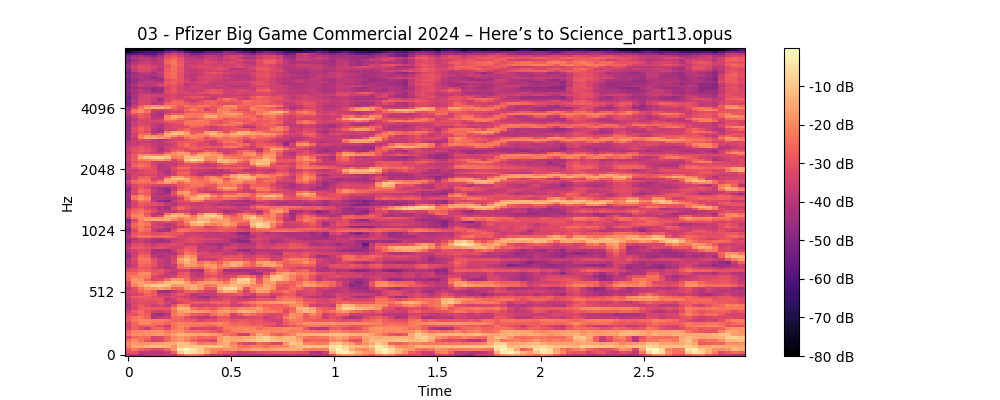 03 - Pfizer Big Game Commercial 2024 – Here’s to Science_part13.opus
4096
2048
1024
512
0
Hz
0 0.5 1 1.5 2 2.5
Time
-10 dB
-20 dB
-30 dB
-40 dB
-50 dB
-60 dB
-70 dB
-80 dB